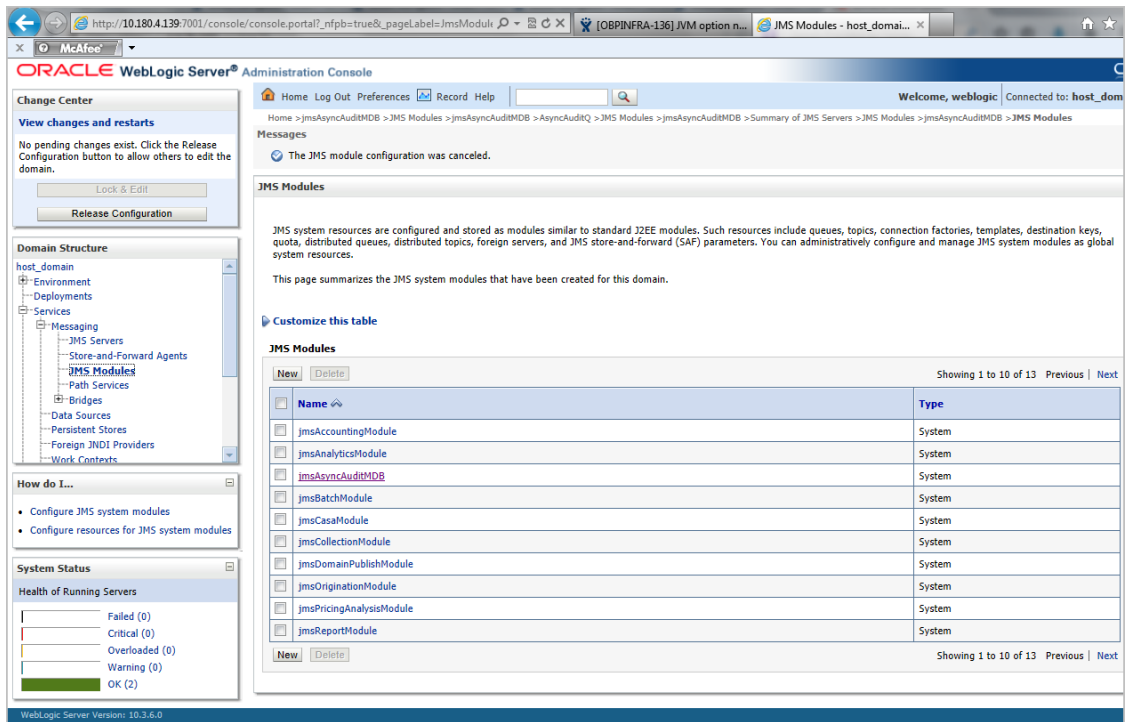 http://10.180.4.139:7001/console/console.portal?_nfpb=true&_pageLabel=JmsModul
[OBPINFRA-136] JVM option n...
JMS Modules - host_domai...
McAfee
ORACLE WebLogic Server® Administration Console
Change Center
View changes and restarts
No pending changes exist. Click the Release
Configuration button to allow others to edit the
domain.
Lock & Edit
Release Configuration
Domain Structure
host_domain
Environment
Deployments
Services
Messaging
JMS Servers
Store-and-Forward Agents
JMS Modules
Path Services
Bridges
Data Sources
Persistent Stores
Foreign JNDI Providers
Work Contexts
How do I...
Configure JMS system modules
Configure resources for JMS system modules
System Status
Health of Running Servers
Failed (0)
Critical (0)
Overloaded (0)
Warning (0)
OK (2)
Home Log Out Preferences Record Help
Welcome, weblogic Connected to: host_dom
Home >jmsAsyncAuditMDB >JMS Modules >jmsAsyncAuditMDB >AsyncAuditQ >JMS Modules >jmsAsyncAuditMDB >Summary of JMS Servers >JMS Modules >jmsAsyncAuditMDB >JMS Modules
Messages
The JMS module configuration was canceled.
JMS Modules
JMS system resources are configured and stored as modules similar to standard J2EE modules. Such resources include queues, topics, connection factories, templates, destination keys,
quota, distributed queues, distributed topics, foreign servers, and JMS store-and-forward (SAF) parameters. You can administratively configure and manage JMS system modules as global
system resources.
This page summarizes the JMS system modules that have been created for this domain.
Customize this table
JMS Modules
New Delete Showing 1 to 10 of 13 Previous | Next
Name Type
jmsAccountingModule System
jmsAnalyticsModule System
jmsAsyncAuditMDB System
jmsBatchModule System
jmsCasaModule System
jmsCollectionModule System
jmsDomainPublishModule System
jmsOriginationModule System
jmsPricingAnalysisModule System
jmsReportModule System
New Delete Showing 1 to 10 of 13 Previous | Next
WebLogic Server Version: 10.3.6.0